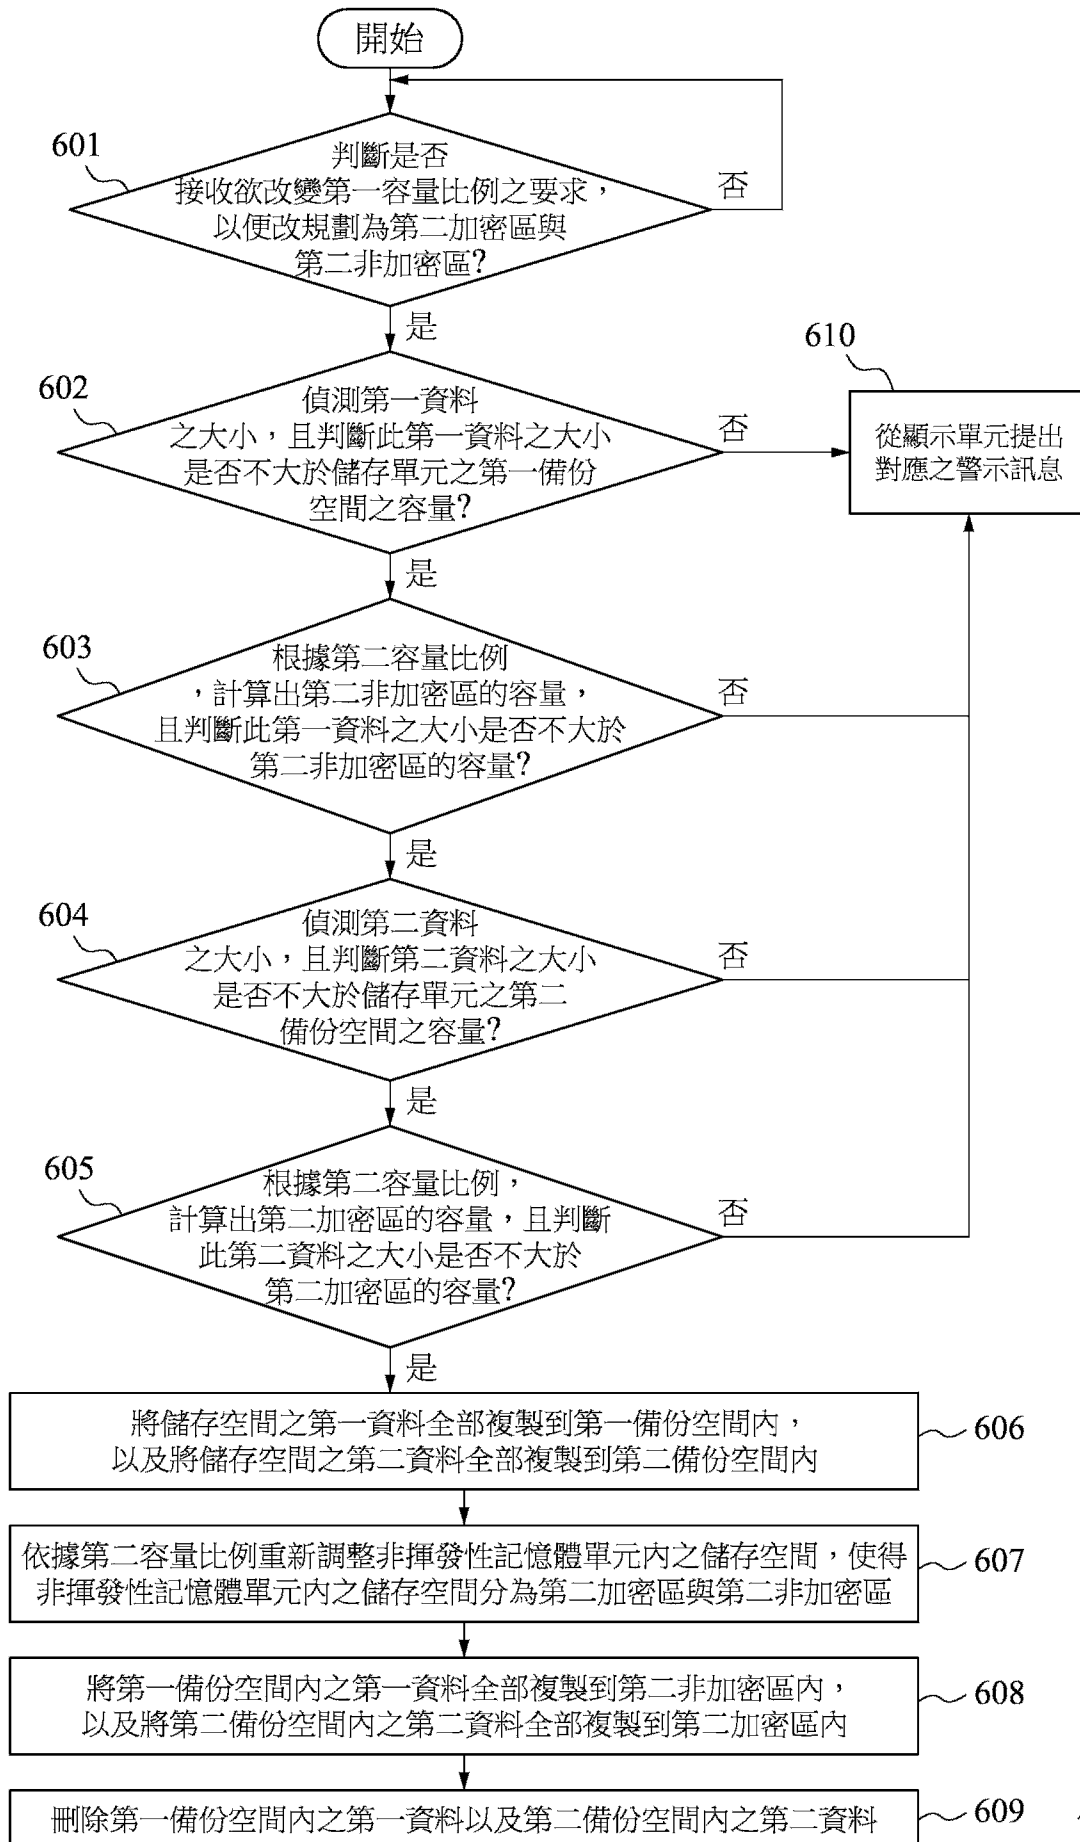 開始
601
判斷是否
接收欲改變第一容量比例之要求，
以便改規劃為第二加密區與
第二非加密區?
否
是
602
偵測第一資料
之大小，且判斷此第一資料之大小
是否不大於儲存單元之第一備份
空間之容量?
否
610
從顯示單元提出
對應之警示訊息
是
603
根據第二容量比例
，計算出第二非加密區的容量，
且判斷此第一資料之大小是否不大於
第二非加密區的容量?
否
是
604
偵測第二資料
之大小，且判斷第二資料之大小
是否不大於儲存單元之第二
備份空間之容量?
否
是
605
根據第二容量比例，
計算出第二加密區的容量，且判斷
此第二資料之大小是否不大於
第二加密區的容量?
否
是
將儲存空間之第一資料全部複製到第一備份空間內，
以及將儲存空間之第二資料全部複製到第二備份空間內
606
依據第二容量比例重新調整非揮發性記憶體單元內之儲存空間，使得
非揮發性記憶體單元內之儲存空間分為第二加密區與第二非加密區
607
將第一備份空間內之第一資料全部複製到第二非加密區內，
以及將第二備份空間內之第二資料全部複製到第二加密區內
608
刪除第一備份空間內之第一資料以及第二備份空間內之第二資料
609